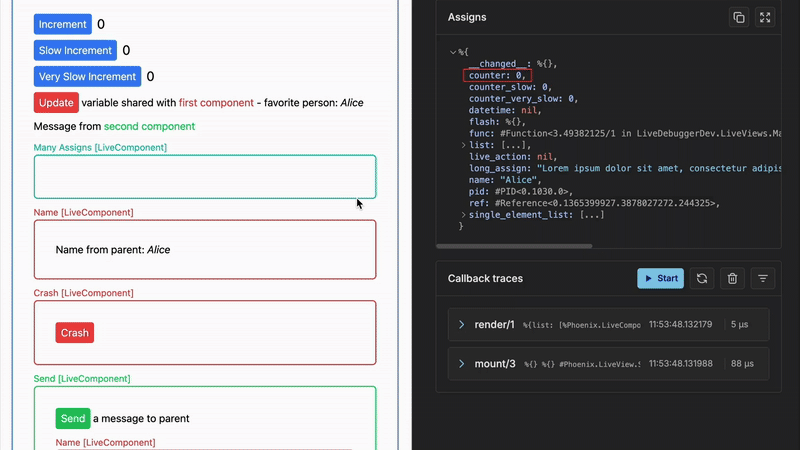 Increment 0
Slow Increment 0
Very Slow Increment 0
Update variable shared with first component - favorite person: Alice
Message from second component
Many Assigns [LiveComponent]
Name [LiveComponent]
Name from parent: Alice
Crash [LiveComponent]
Crash
Send [LiveComponent]
Send a message to parent
Name [LiveComponent]
Assigns
%{
__changed__: %{},
counter: 0,
counter_slow: 0,
counter_very_slow: 0,
datetime: nil,
flash: %{},
func: #Function<3.49382125/1 in LiveDebuggerDev.LiveViews.Ma
list: [...],
live_action: nil,
long_assign: "Lorem ipsum dolor sit amet, consectetur adipis
name: "Alice",
pid: #PID<0.1030.0>,
ref: #Reference<0.1365399927.3878027272.244325>,
single_element_list: [...]
}
Callback traces
Start
render/1 %{list: [%Phoenix.LiveCompo 11:53:48.132179 5 µs
mount/3 %{} %{} #Phoenix.LiveView.S 11:53:48.131988 88 µs